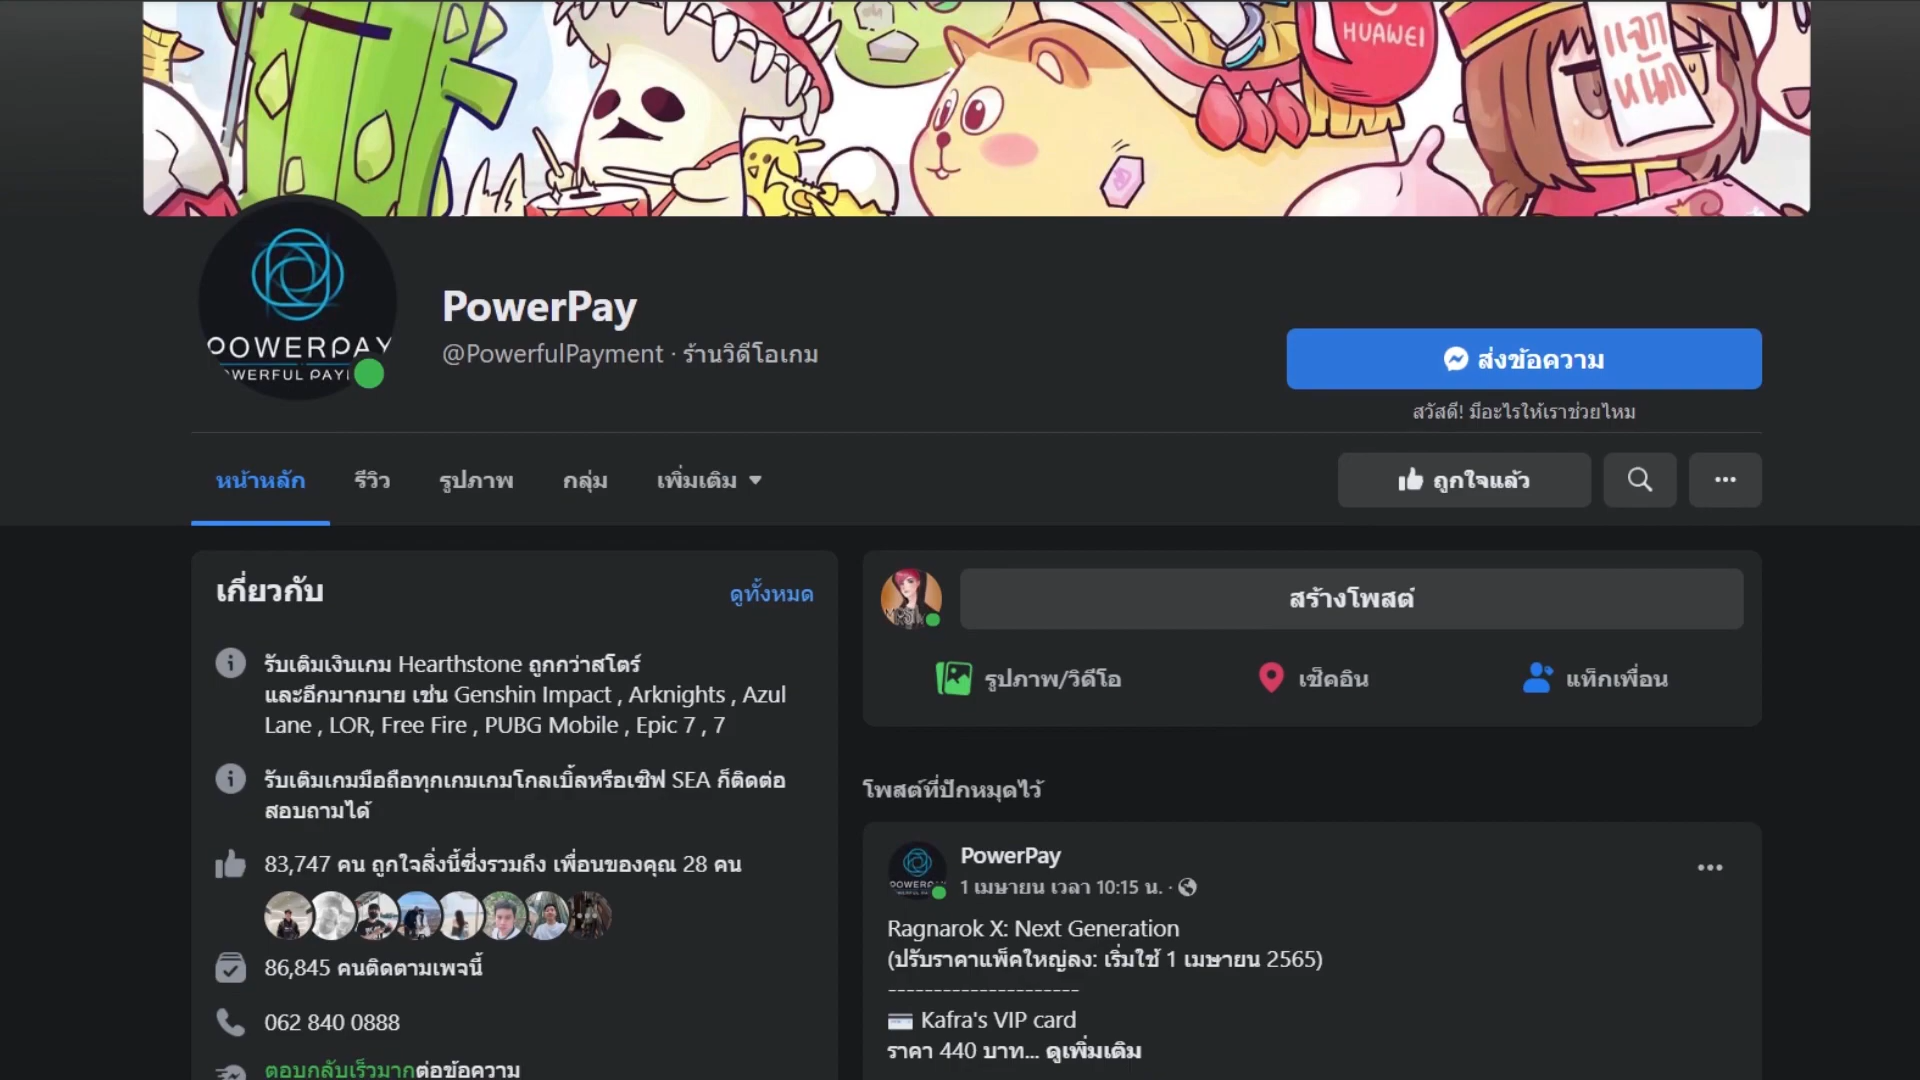 HUAWEI
แจก
หนัก
POWERPAY
PowerPay
@PowerfulPayment · ร้านวิดีโอเกม
ส่งข้อความ
สวัสดี! มีอะไรให้เราช่วยไหม
หน้าหลัก รีวิว รูปภาพ กลุ่ม เพิ่มเติม
ถูกใจแล้ว
เกี่ยวกับ ดูทั้งหมด
รับเติมเงินเกม Hearthstone ถูกกว่าสโตร์
และอีกมากมาย เช่น Genshin Impact , Arknights , Azul
Lane , LOR, Free Fire , PUBG Mobile , Epic 7 , 7
รับเติมเกมมือถือทุกเกมเกมโกลเบิ้ลหรือเซิฟ SEA ก็ติดต่อ
สอบถามได้
83,747 คน ถูกใจสิ่งนี้ซึ่งรวมถึง เพื่อนของคุณ 28 คน
86,845 คนติดตามเพจนี้
062 840 0888
ตอบกลับเร็วมากต่อข้อความ
สร้างโพสต์
รูปภาพ/วิดีโอ เช็คอิน แท็กเพื่อน
โพสต์ที่ปักหมุดไว้
PowerPay
1 เมษายน เวลา 10:15 น. ·
Ragnarok X: Next Generation
(ปรับราคาแพ็คใหญ่ลง: เริ่มใช้ 1 เมษายน 2565)
---------------------
Kafra's VIP card
ราคา 440 บาท... ดูเพิ่มเติม